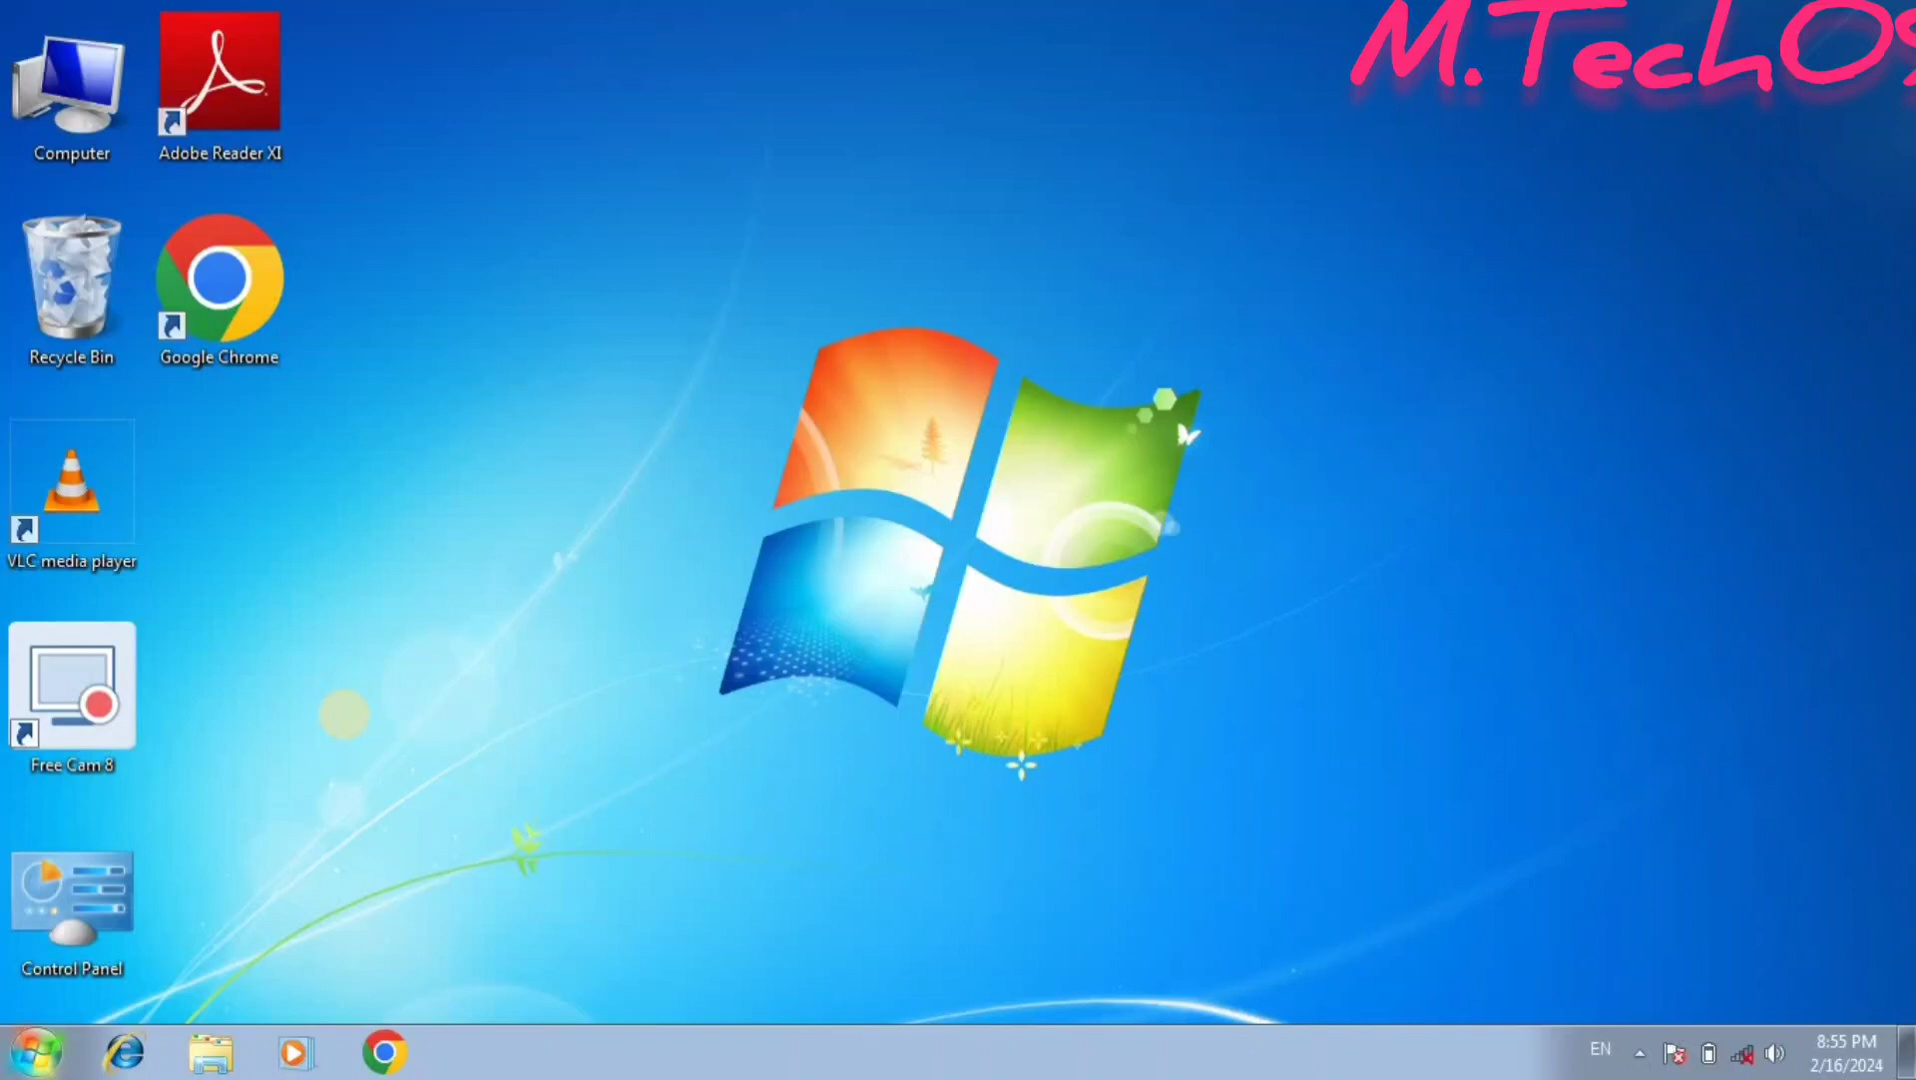 M.TechOS
Computer
Adobe Reader XI
Recycle Bin
Google Chrome
VLC media player
Free Cam 8
Control Panel
EN
8:55 PM
2/16/2024